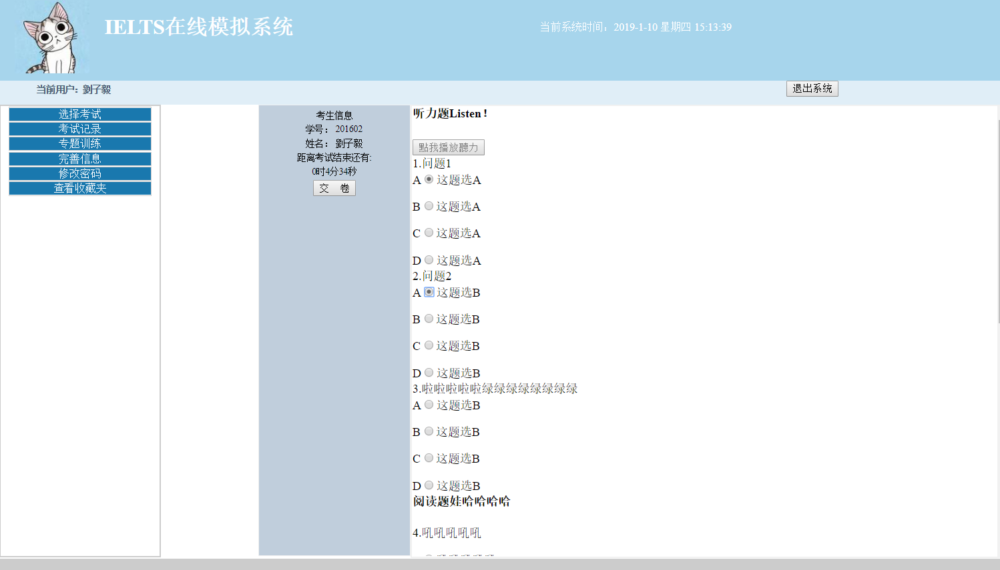 IELTS在线模拟系统
当前系统时间：2019-1-10 星期四 15:13:39
当前用户：劉子毅
退出系统
选择考试
考试记录
专题训练
完善信息
修改密码
查看收藏夹
考生信息
学号： 201602
姓名： 劉子毅
距离考试结束还有:
0时4分34秒
交 卷
听力题Listen！
點我播放聽力
1.问题1
A 这题选A
B 这题选A
C 这题选A
D 这题选A
2.问题2
A 这题选B
B 这题选B
C 这题选B
D 这题选B
3.啦啦啦啦啦绿绿绿绿绿绿绿绿
A 这题选B
B 这题选B
C 这题选B
D 这题选B
阅读题娃哈哈哈哈
4.吼吼吼吼吼